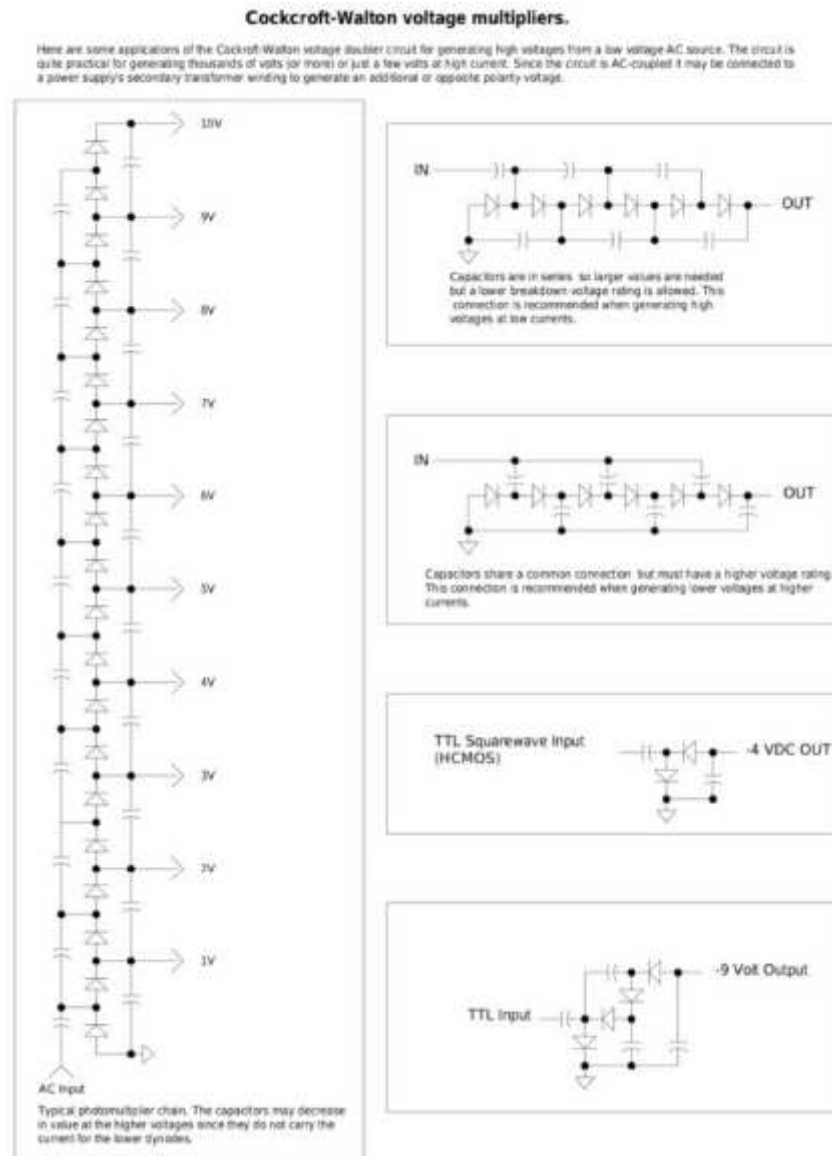 Cockcroft-Walton voltage multipliers.
Here are some applications of the Cockroft-Walton voltage doubler circuit for generating high voltages from a low voltage AC source. The circuit is
quite practical for generating thousands of volts (or more) or just a few volts at high current. Since the circuit is AC-coupled it may be connected to
a power supply's secondary transformer winding to generate an additional or opposite polarity voltage.
10V
9V
8V
7V
6V
5V
4V
3V
2V
1V
AC Input
Typical photomultiplier chain. The capacitors may decrease
in value at the higher voltages since they do not carry the
current for the lower dynodes.
IN
OUT
Capacitors are in series so larger values are needed
but a lower breakdown voltage rating is allowed. This
connection is recommended when generating high
voltages at low currents.
IN
OUT
Capacitors share a common connection but must have a higher voltage rating.
This connection is recommended when generating lower voltages at higher
currents.
TTL Squarewave Input
(HCMOS)
-4 VDC OUT
TTL Input
-9 Volt Output